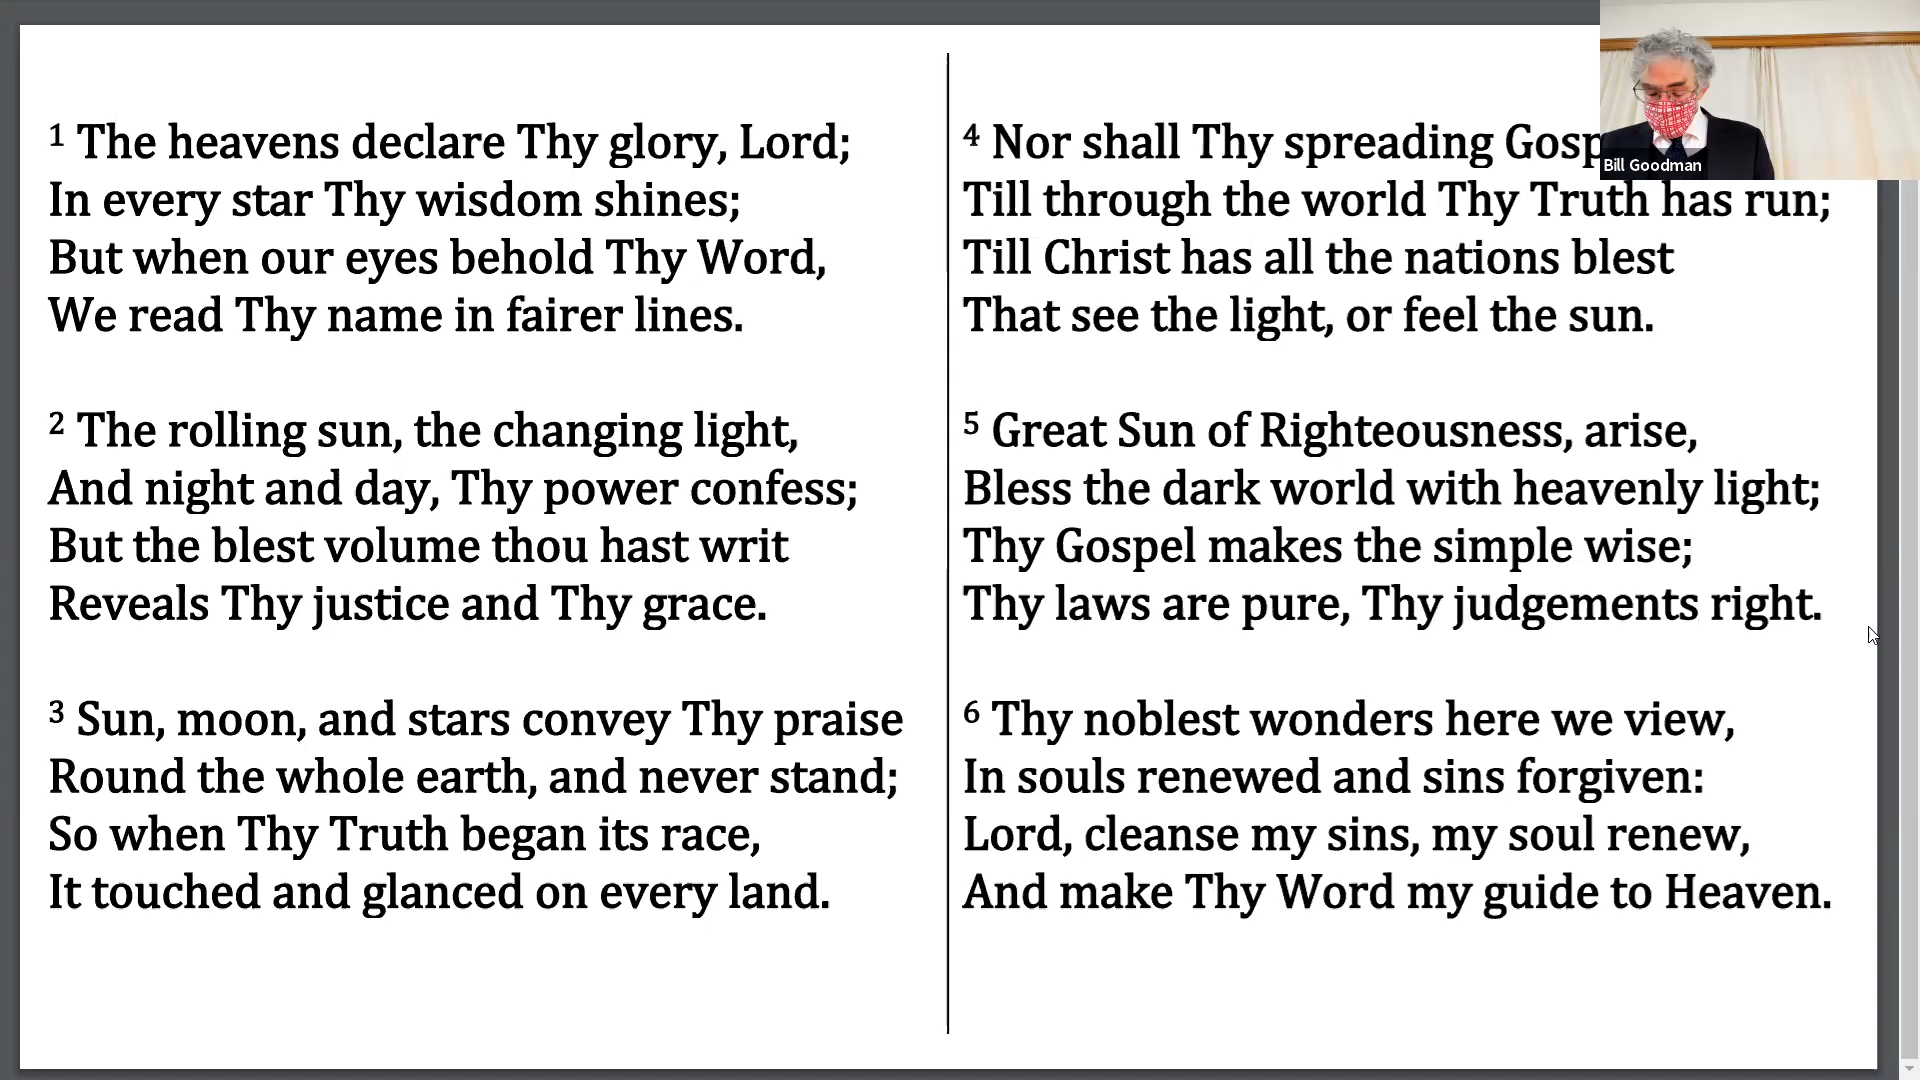 1 The heavens declare Thy glory, Lord;
In every star Thy wisdom shines;
But when our eyes behold Thy Word,
We read Thy name in fairer lines.
2 The rolling sun, the changing light,
And night and day, Thy power confess;
But the blest volume thou hast writ
Reveals Thy justice and Thy grace.
3 Sun, moon, and stars convey Thy praise
Round the whole earth, and never stand;
So when Thy Truth began its race,
It touched and glanced on every land.
4 Nor shall Thy spreading
Till through the world Thy Truth has run;
Till Christ has all the nations blest
That see the light, or feel the sun.
5 Great Sun of Righteousness, arise,
Bless the dark world with heavenly light;
Thy Gospel makes the simple wise;
Thy laws are pure, Thy judgements right.
6 Thy noblest wonders here we view,
In souls renewed and sins forgiven:
Lord, cleanse my sins, my soul renew,
And make Thy Word my guide to Heaven.
Bill Goodman